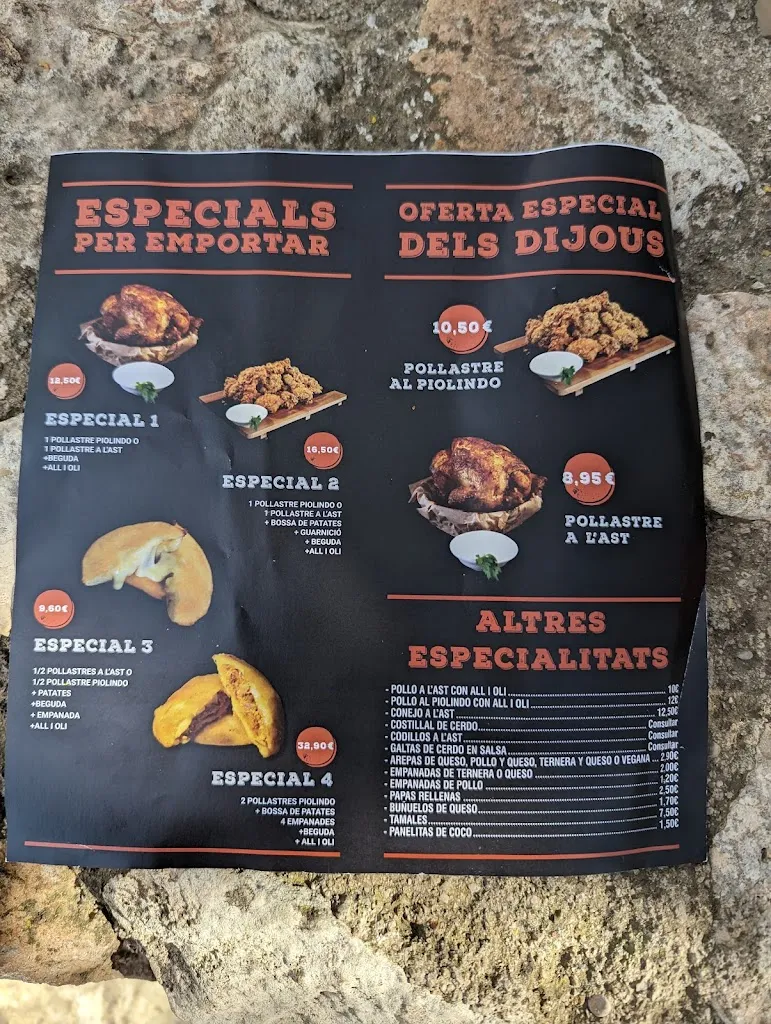 ESPECIALS
PER EMPORTAR
12,50€
ESPECIAL 1
1 POLLASTRE PIOLINDO O
1 POLLASTRE A L'AST
+BEGUDA
+ALL I OLI
16,50€
ESPECIAL 2
1 POLLASTRE PIOLINDO O
1 POLLASTRE A L'AST
+ BOSSA DE PATATES
+ GUARNICIÓ
+ BEGUDA
+ALL I OLI
9,60€
ESPECIAL 3
1/2 POLLASTRES A L'AST O
1/2 POLLASTRE PIOLINDO
+ PATATES
+BEGUDA
+ EMPANADA
+ALL I OLI
32,90€
ESPECIAL 4
2 POLLASTRES PIOLINDO
+ BOSSA DE PATATES
4 EMPANADES
+BEGUDA
+ ALL I OLI
OFERTA ESPECIAL
DELS DIJOUS
10,50€
POLLASTRE
AL PIOLINDO
8,95€
POLLASTRE
A L'AST
ALTRES
ESPECIALITATS
- POLLO A L'AST CON ALL I OLI 10€
- POLLO AL PIOLINDO CON ALL I OLI 12€
- CONEJO A L'AST 12,50€
- COSTILLAL DE CERDO Consultar
- CODILLOS A L'AST Consultar
- GALTAS DE CERDO EN SALSA Consultar
- AREPAS DE QUESO, POLLO Y QUESO, TERNERA Y QUESO O VEGANA ... 2,90€
- EMPANADAS DE TERNERA O QUESO 2,00€
- EMPANADAS DE POLLO 1,20€
- PAPAS RELLENAS 2,50€
- BUÑUELOS DE QUESO 1,70€
- TAMALES 7,50€
- PANELITAS DE COCO 1,50€